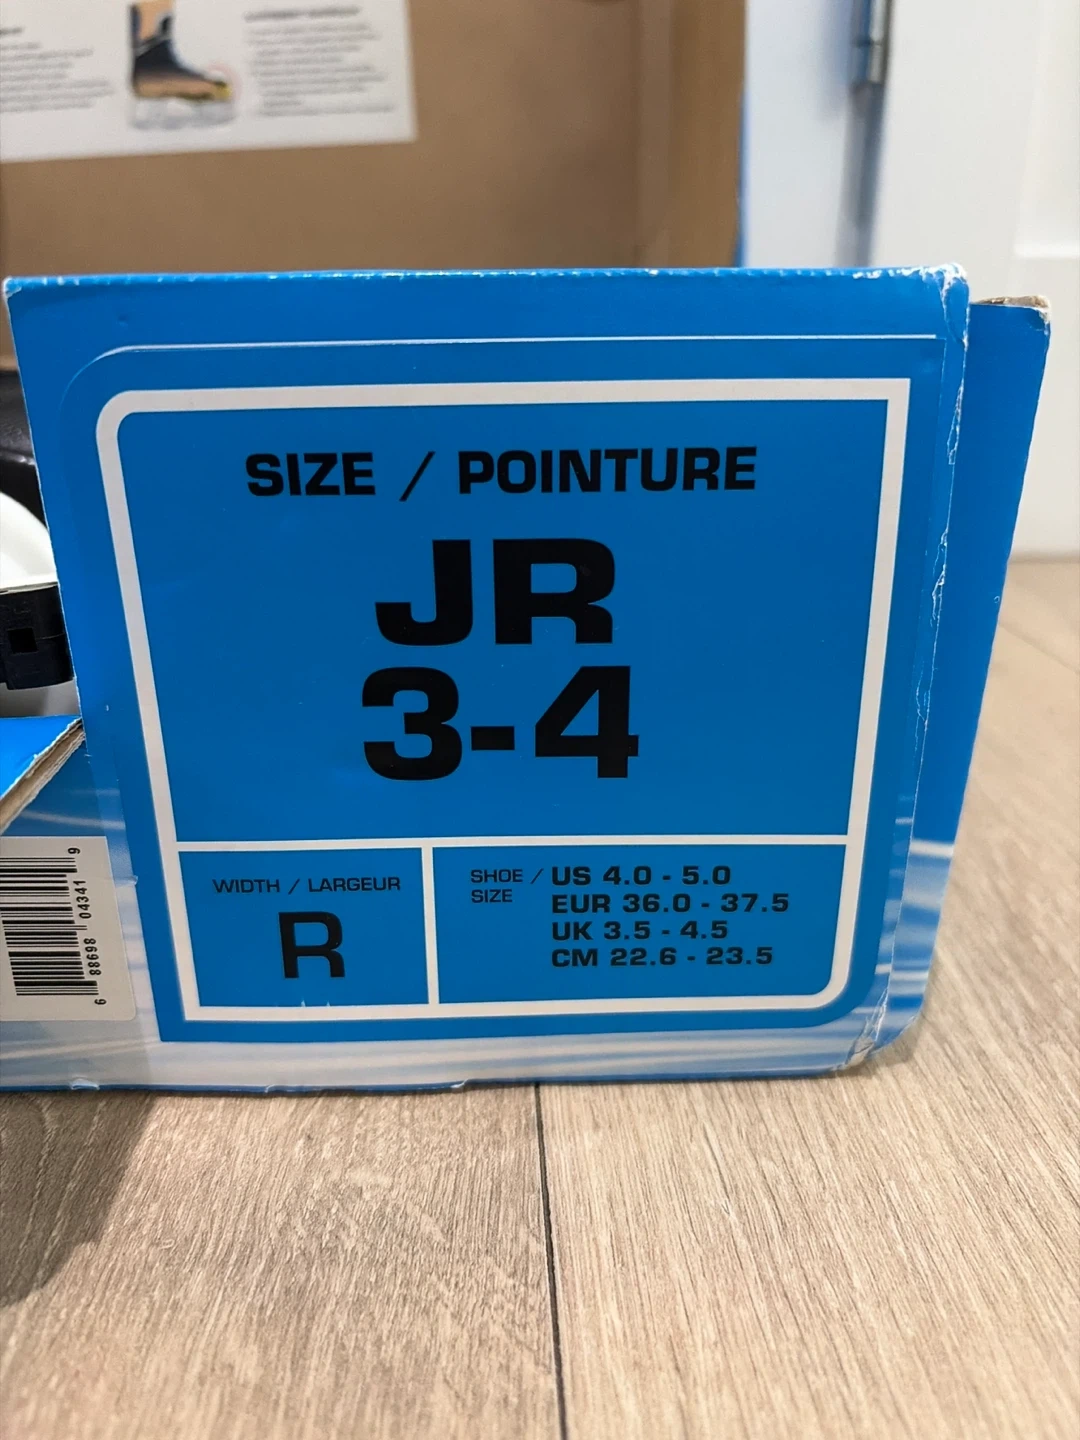 SIZE / POINTURE
JR
3-4
WIDTH / LARGEUR
R
SHOE / SIZE
US 4.0 - 5.0
EUR 36.0 - 37.5
UK 3.5 - 4.5
CM 22.6 - 23.5
6 88698 04341 9